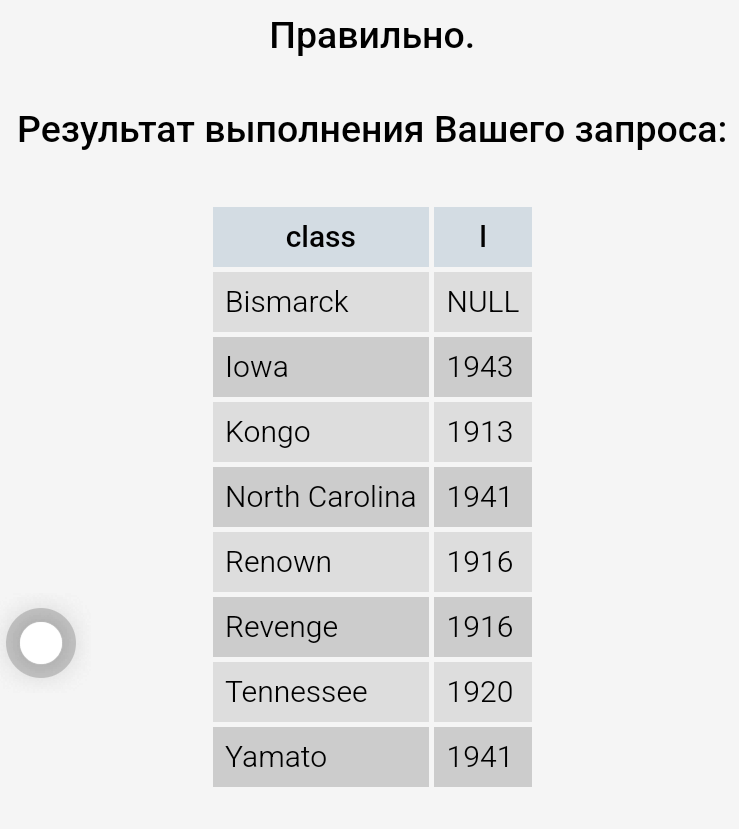 Правильно.
Результат выполнения Вашего запроса:
class l
Bismarck NULL
Iowa 1943
Kongo 1913
North Carolina 1941
Renown 1916
Revenge 1916
Tennessee 1920
Yamato 1941